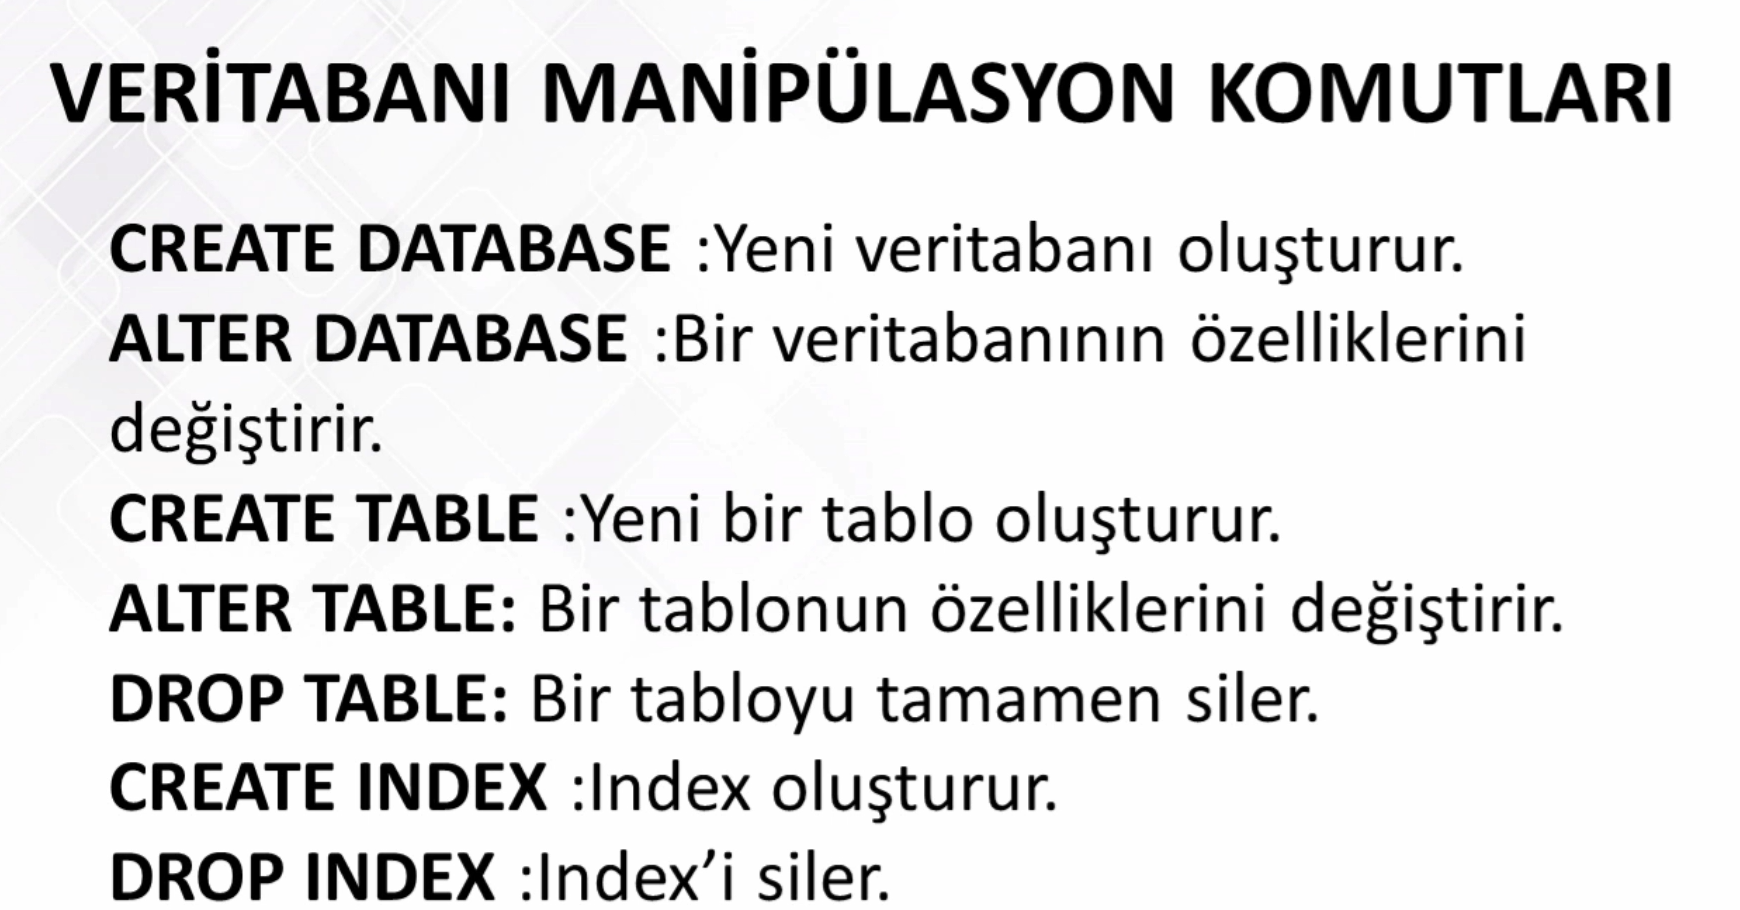 VERİTABANI MANİPÜLASYON KOMUTLARI
CREATE DATABASE :Yeni veritabanı oluşturur.
ALTER DATABASE :Bir veritabanının özelliklerini
değiştirir.
CREATE TABLE :Yeni bir tablo oluşturur.
ALTER TABLE: Bir tablonun özelliklerini değiştirir.
DROP TABLE: Bir tabloyu tamamen siler.
CREATE INDEX :Index oluşturur.
DROP INDEX :Index’i siler.